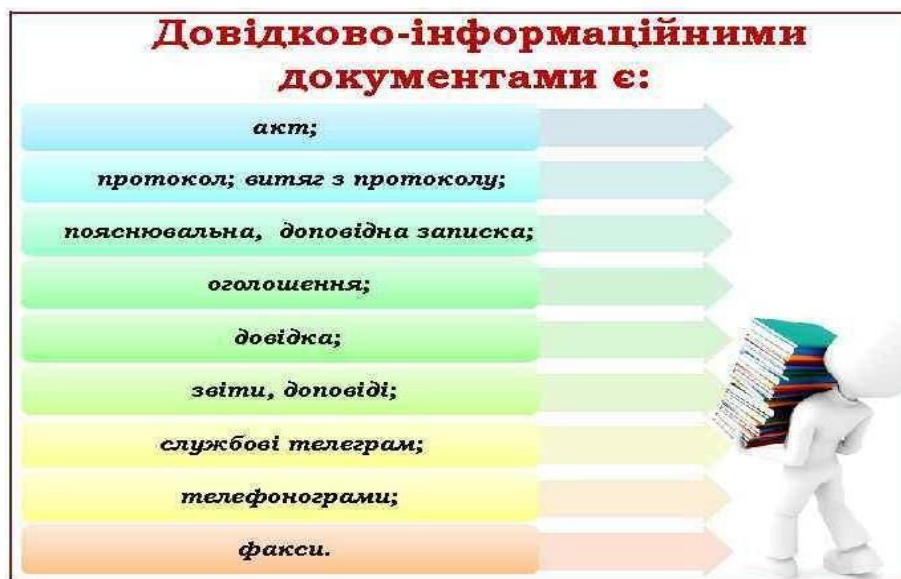 Довідково-інформаційними
документами є:
акт;
протокол; витяг з протоколу;
пояснювальна, доповідна записка;
оголошення;
довідка;
звіти, доповіді;
службові телеграм;
телефонограми;
факси.